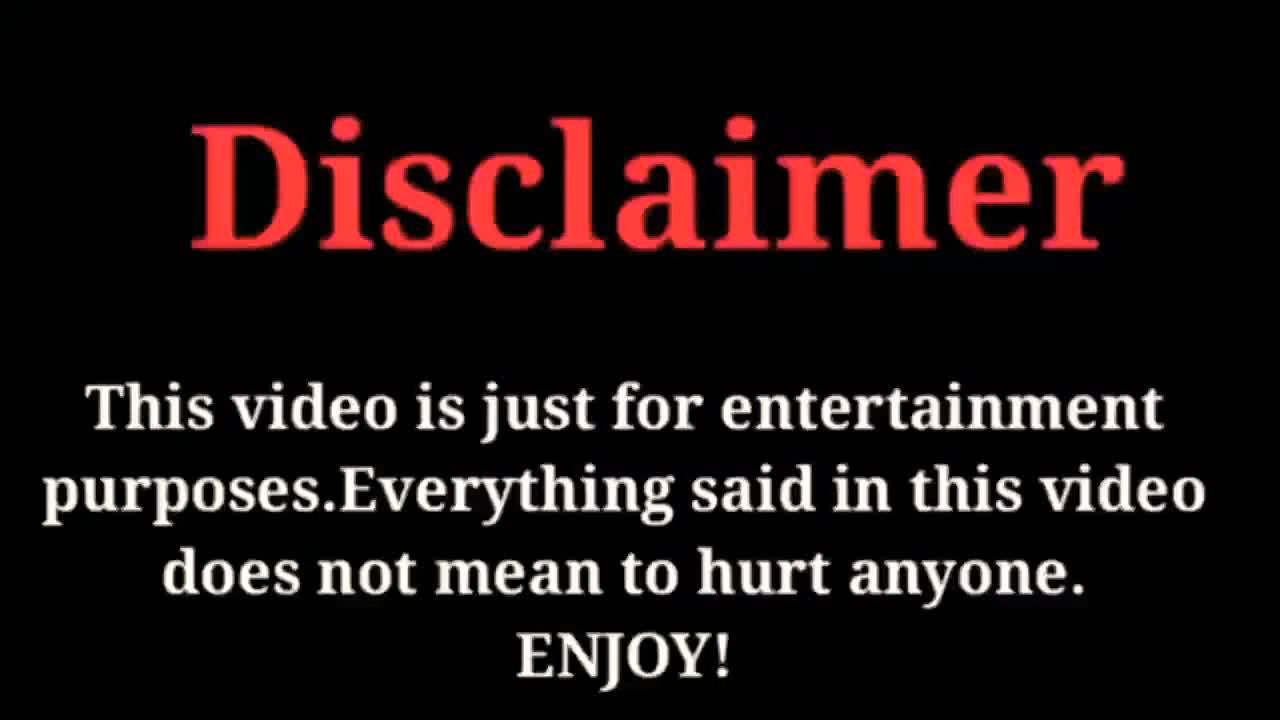 Disclaimer
This video is just for entertainment
purposes.Everything said in this video
does not mean to hurt anyone.
ENJOY!